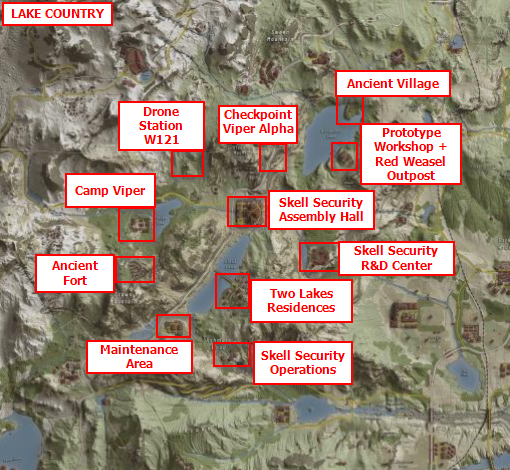 LAKE COUNTRY
Ancient Village
Drone
Station
W121
Checkpoint
Viper Alpha
Prototype
Workshop +
Red Weasel
Outpost
Camp Viper
Skell Security
Assembly Hall
Skell Security
R&D Center
Ancient
Fort
Two Lakes
Residences
Maintenance
Area
Skell Security
Operations